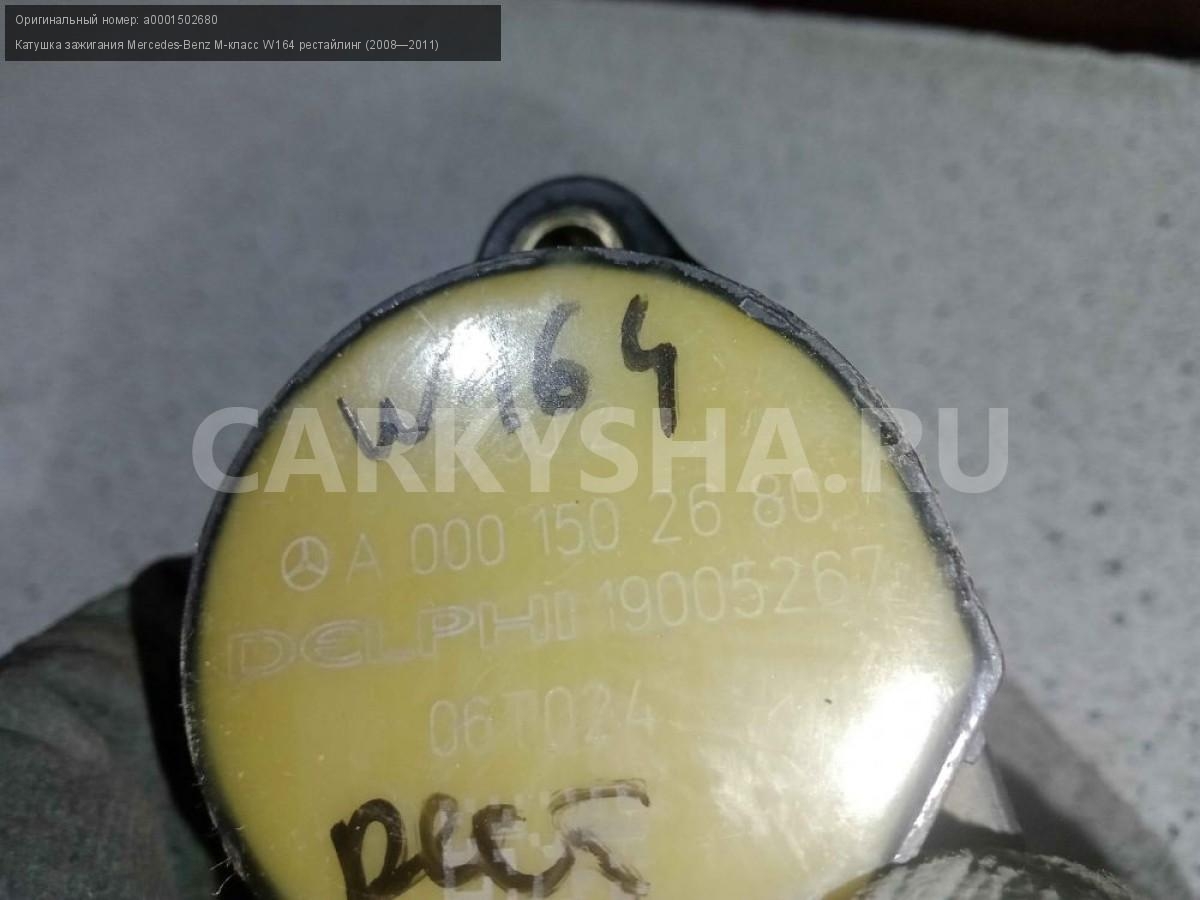 Оригинальный номер: a0001502680
Катушка зажигания Mercedes-Benz М-класс W164 рестайлинг (2008—2011)
W164
CARKYSHA.RU
A 000 150 26 80
DELPHI 19005267
06T024
рест